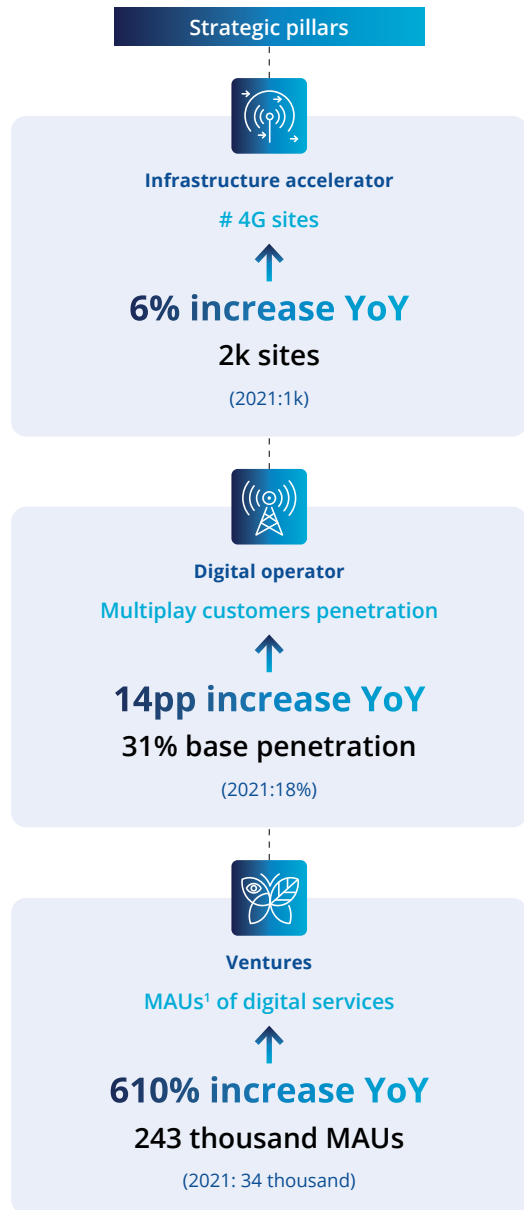 Strategic pillars
Infrastructure accelerator
# 4G sites
6% increase YoY
2k sites
(2021:1k)
Digital operator
Multiplay customers penetration
14pp increase YoY
31% base penetration
(2021:18%)
Ventures
MAUs¹ of digital services
610% increase YoY
243 thousand MAUs
(2021: 34 thousand)